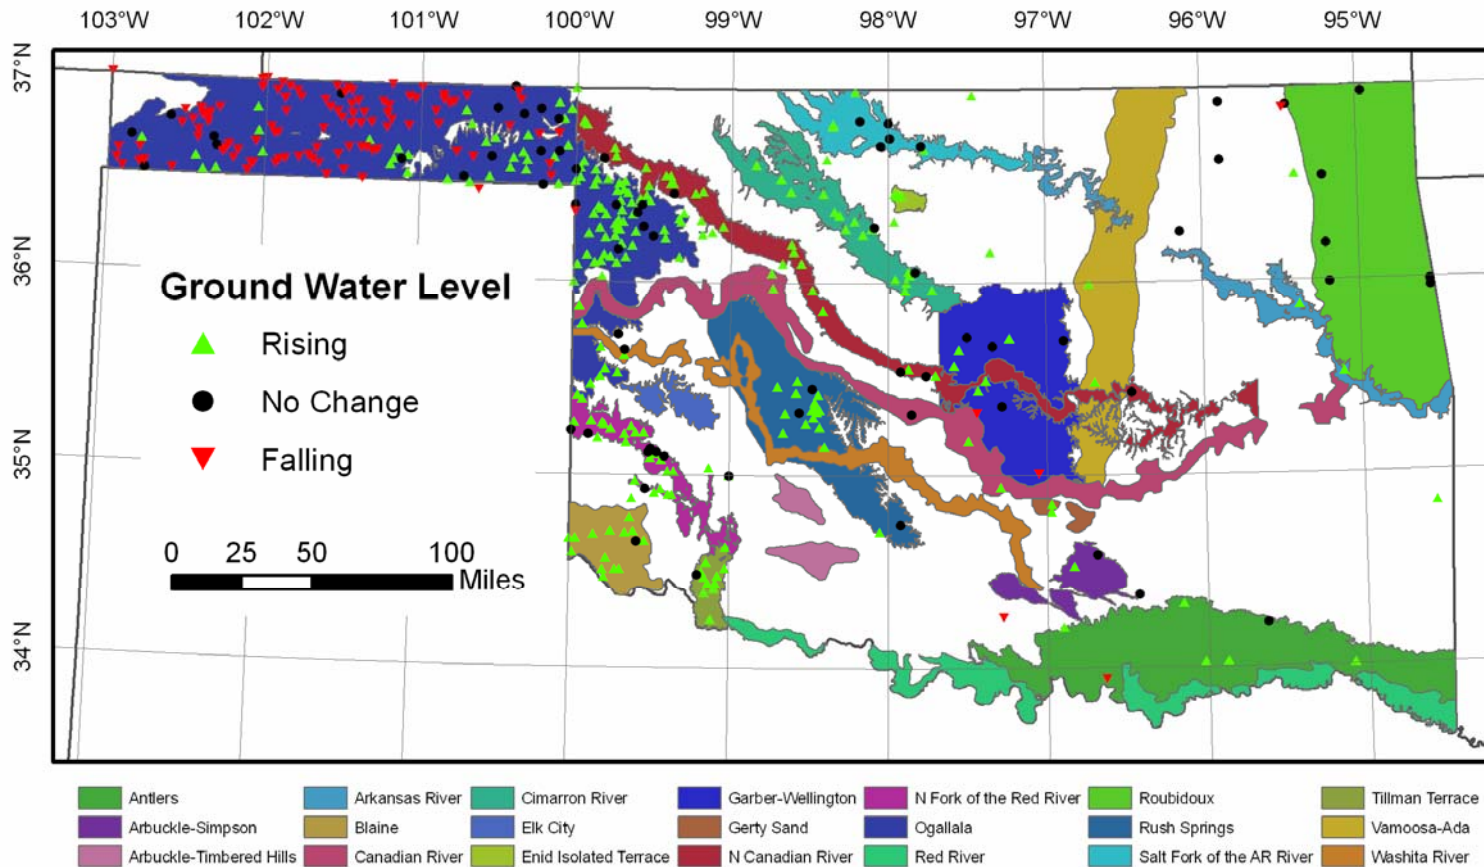 103°W 102°W 101°W 100°W 99°W 98°W 97°W 96°W 95°W
37°N
36°N
35°N
34°N
Ground Water Level
Rising
No Change
Falling
0 25 50 100
Miles
Antlers Arkansas River Cimarron River Garber-Wellington N Fork of the Red River Roubidoux Tillman Terrace
Arbuckle-Simpson Blaine Elk City Gerty Sand Ogallala Rush Springs Vamoosa-Ada
Arbuckle-Timbered Hills Canadian River Enid Isolated Terrace N Canadian River Red River Salt Fork of the AR River Washita River